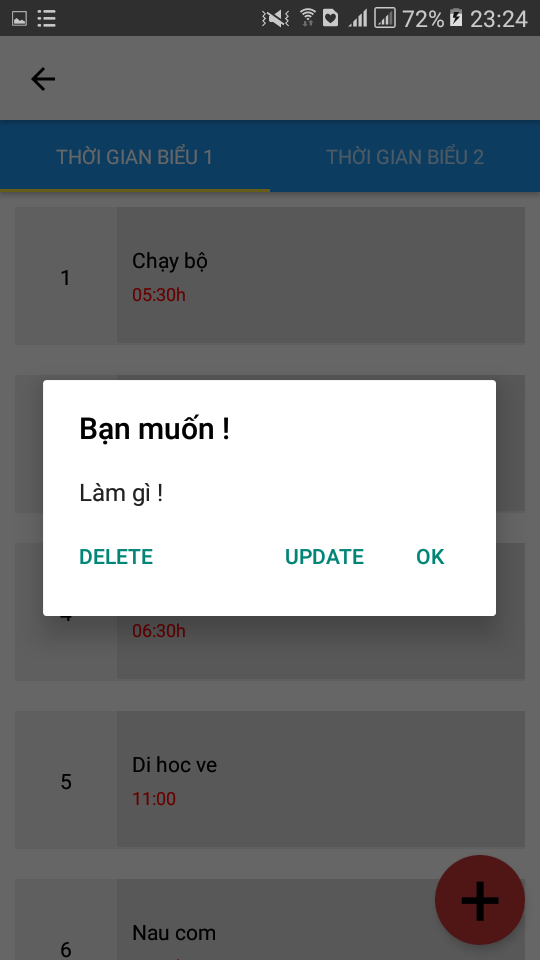 72% 23:24
THỜI GIAN BIỂU 1 THỜI GIAN BIỂU 2
1
Chạy bộ
05:30h
Bạn muốn !
Làm gì !
DELETE UPDATE OK
4
06:30h
5
Di hoc ve
11:00
6
Nau com